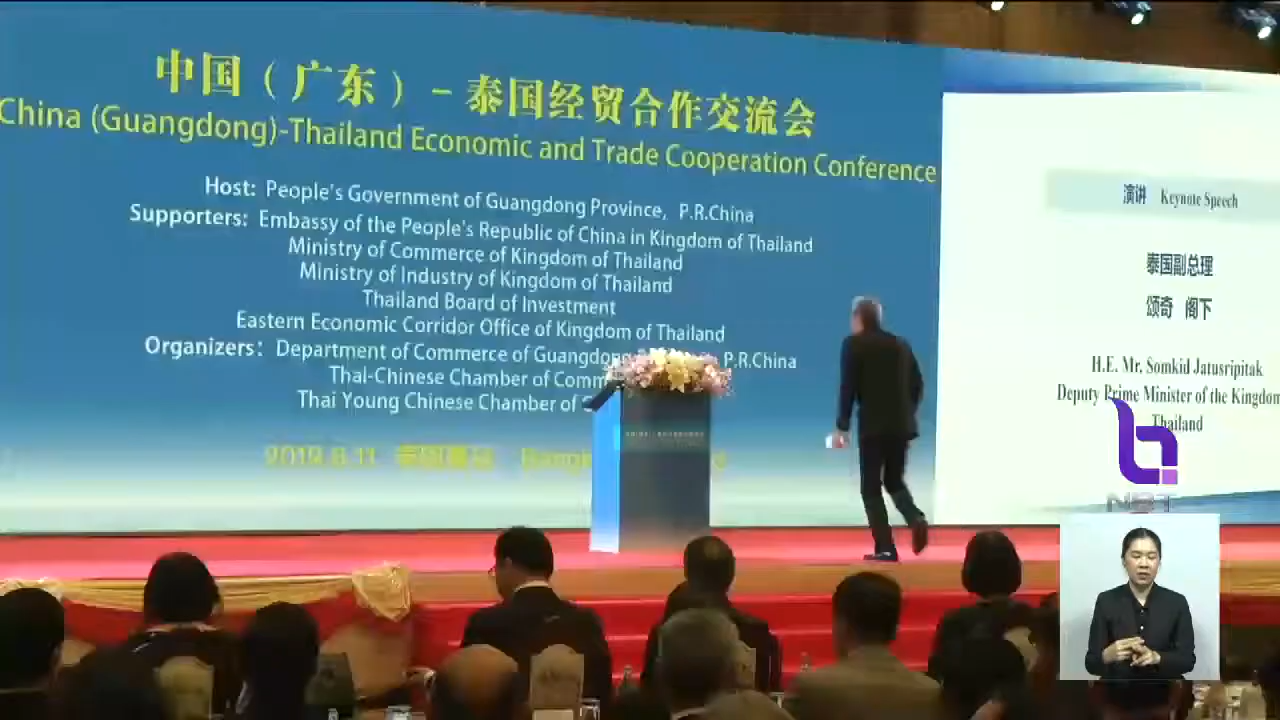 中国（广东）－泰国经贸合作交流会
China (Guangdong)-Thailand Economic and Trade Cooperation Conference
Host: People's Government of Guangdong Province, P.R.China
Supporters: Embassy of the People's Republic of China in Kingdom of Thailand
Ministry of Commerce of Kingdom of Thailand
Ministry of Industry of Kingdom of Thailand
Thailand Board of Investment
Eastern Economic Corridor Office of Kingdom of Thailand
Organizers: Department of Commerce of Guangdong P.R.China
Thai-Chinese Chamber of
Thai Young Chinese Chamber of
演讲 Keynote Speech
泰国副总理
颂奇 阁下
H.E. Mr. Somkid Jatusripitak
Deputy Prime Minister of the Kingdom
Thailand